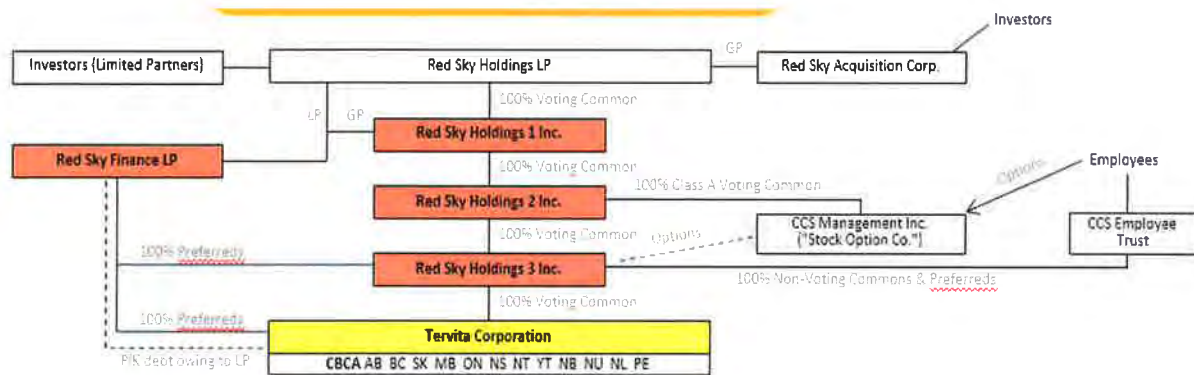 Investors
GP
Investors (Limited Partners)
Red Sky Holdings LP
Red Sky Acquisition Corp.
100% Voting Common
LP
GP
Red Sky Holdings 1 Inc.
Red Sky Finance LP
100% Voting Common
Options
Employees
100% Class A Voting Common
Red Sky Holdings 2 Inc.
CCS Management Inc.
("Stock Option Co.")
CCS Employee
Trust
100% Voting Common
Options
100% Preferreds
Red Sky Holdings 3 Inc.
100% Non-Voting Commons & Preferreds
100% Voting Common
100% Preferreds
Tervita Corporation
PIK debt owing to LP
CBCA AB BC SK MB ON NS NT YT NB NU NL PE